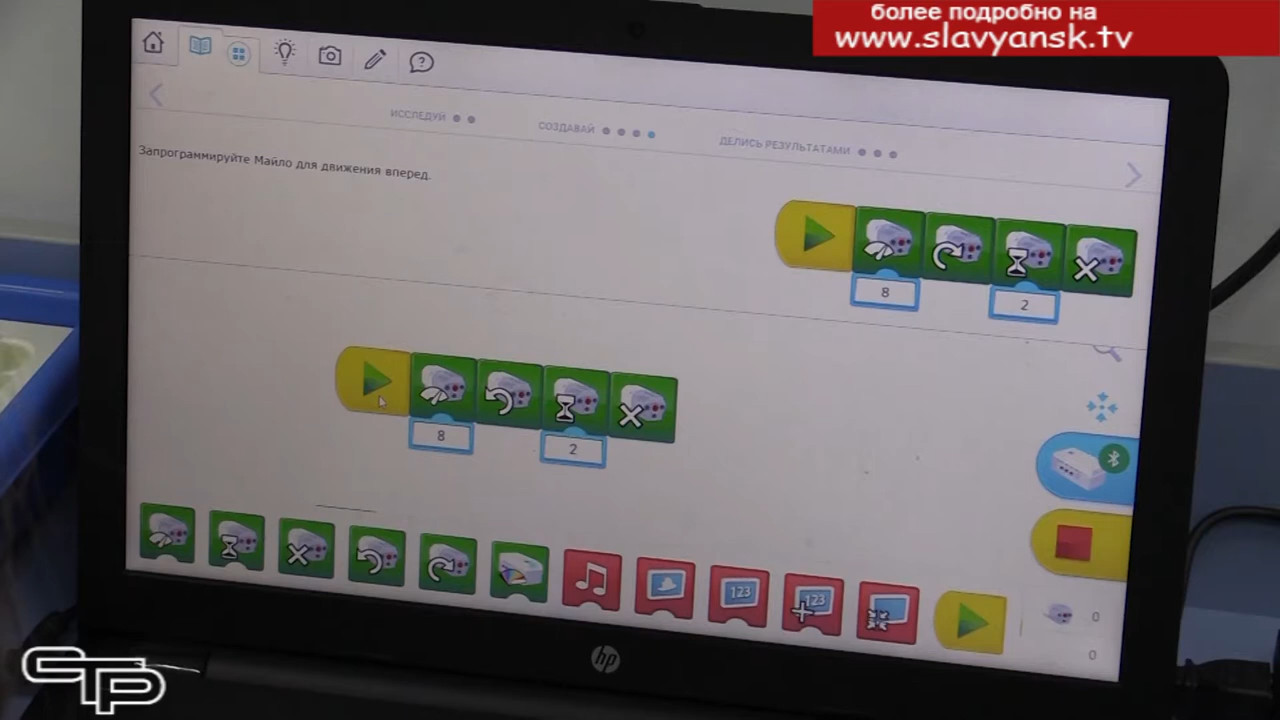 более подробно на
www.slavyansk.tv
ИССЛЕДУЙ
СОЗДАВАЙ
ДЕЛИСЬ РЕЗУЛЬТАТАМИ
Запрограммируйте Майло для движения вперед.
8
2
8
2
123
123
0
0
hp
СТР